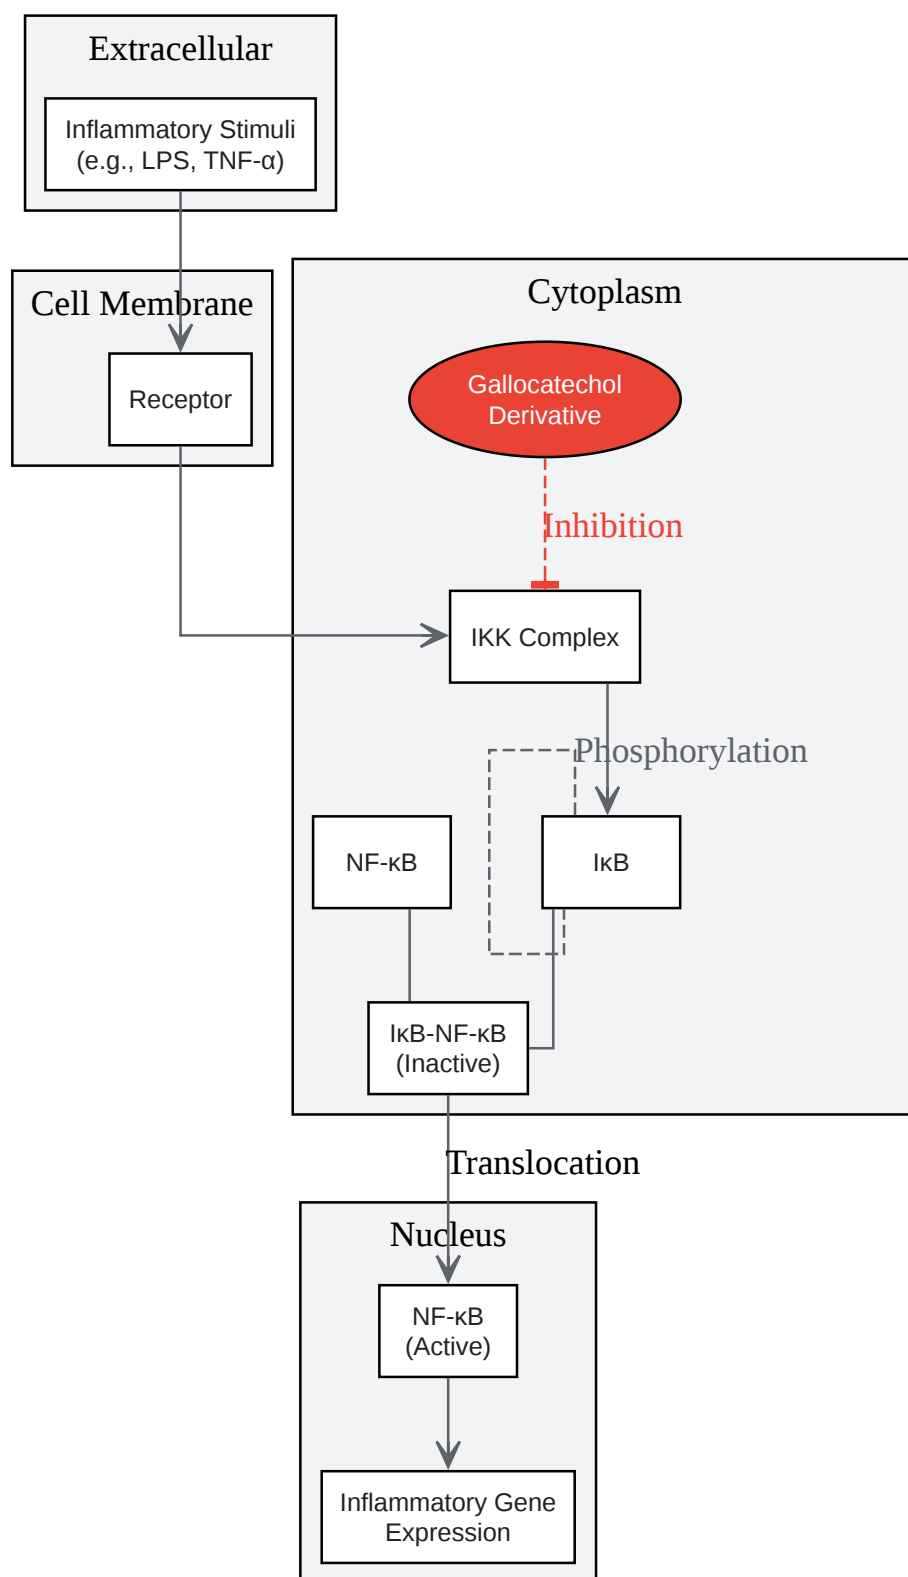 Extracellular
Inflammatory Stimuli
(e.g., LPS, TNF-α)
Cell Membrane
Receptor
Cytoplasm
Gallocatechol
Derivative
Inhibition
IKK Complex
Phosphorylation
NF-κB
IκB
IκB-NF-κB
(Inactive)
Translocation
Nucleus
NF-κB
(Active)
Inflammatory Gene
Expression